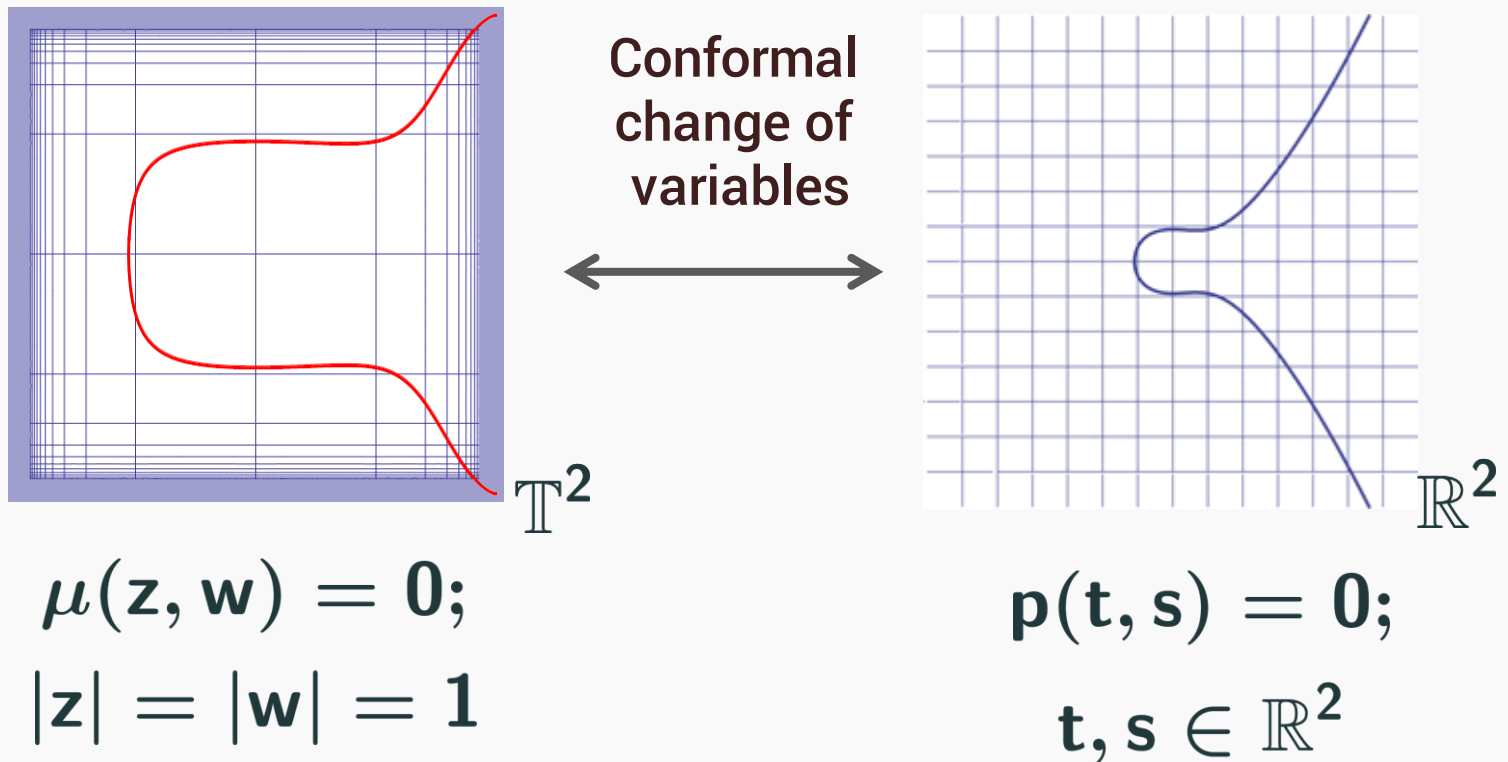 Conformal
change of
variables
𝕋²
ℝ²
μ(z, w) = 0;
|z| = |w| = 1
p(t, s) = 0;
t, s ∈ ℝ²